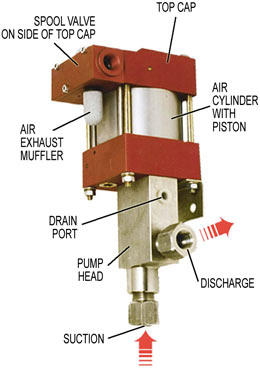 SPOOL VALVE
ON SIDE OF TOP CAP
TOP CAP
AIR
CYLINDER
WITH
PISTON
AIR
EXHAUST
MUFFLER
DRAIN
PORT
PUMP
HEAD
DISCHARGE
SUCTION